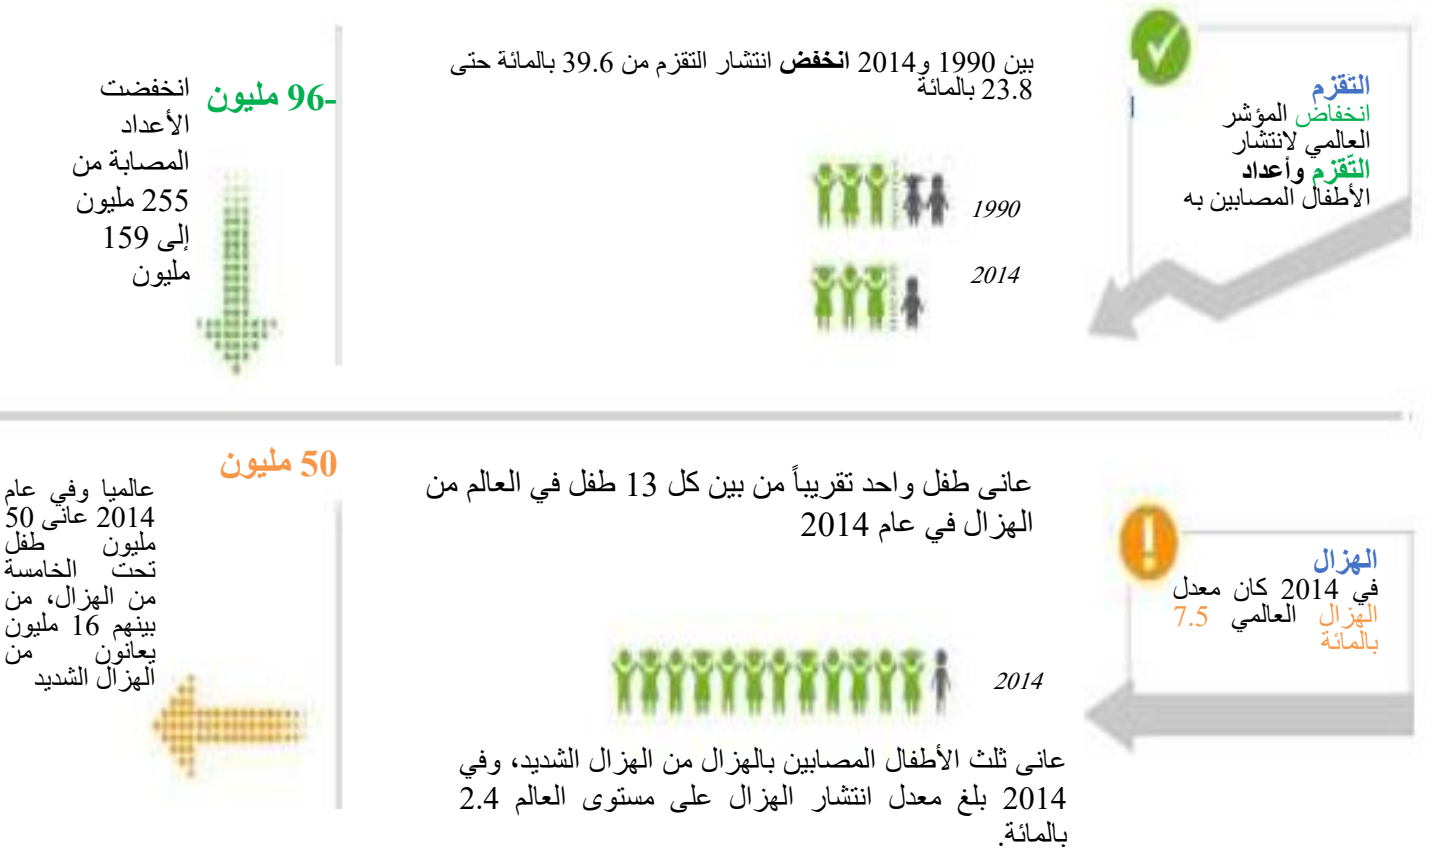 التقزم
انخفاض المؤشر
العالمي لانتشار
التّقزم وأعداد
الأطفال المصابين به
بين 1990 و2014 انخفض انتشار التقزم من 39.6 بالمائة حتى
23.8 بالمائة
1990
2014
-96 مليون
انخفضت
الأعداد
المصابة من
255 مليون
إلى 159
مليون
الهزال
في 2014 كان معدل
الهزال العالمي 7.5
بالمائة
عانى طفل واحد تقريباً من بين كل 13 طفل في العالم من
الهزال في عام 2014
2014
عانى ثلث الأطفال المصابين بالهزال من الهزال الشديد، وفي
2014 بلغ معدل انتشار الهزال على مستوى العالم 2.4
بالمائة.
50 مليون
عالميا وفي عام
2014 عانى 50
مليون طفل
تحت الخامسة
من الهزال، من
بينهم 16 مليون
يعانون من
الهزال الشديد